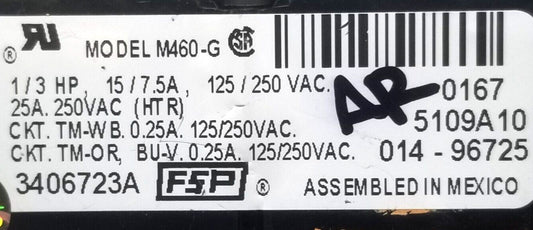 ® RU MODEL M460-G SA
1/3 HP, 15/7.5A, 125/250 VAC.
25A. 250VAC (HTR) AR 0167
CKT. TM-WB. 0.25A. 125/250VAC. 5109A10
CKT. TM-OR, BU-V. 0.25A. 125/250VAC. 014-96725
3406723A FSP ® ASSEMBLED IN MEXICO